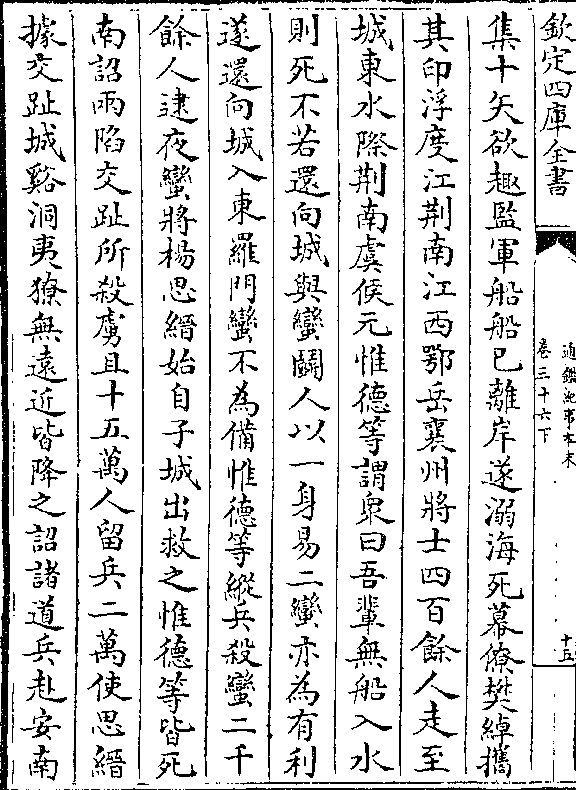 欽定四庫全書
通鑑紀事本末
卷三十六下
十五
集十矢欲趣監軍船船已離岸遂溺海死幕僚樊綽攜
其印浮度江荆南江西鄂岳襄州將士四百餘人走至
城東水際荆南虞候元惟德等謂衆曰吾輩無船入水
則死不若還向城與蠻鬭人以一身易二蠻亦為有利
遂還向城入東羅門蠻不為備惟德等縱兵殺蠻二千
餘人逮夜蠻將楊思縉始自子城出救之惟德等皆死
南詔兩陷交趾所殺虜且十五萬人留兵二萬使思縉
據交趾城谿洞夷獠無遠近皆降之詔諸道兵赴安南